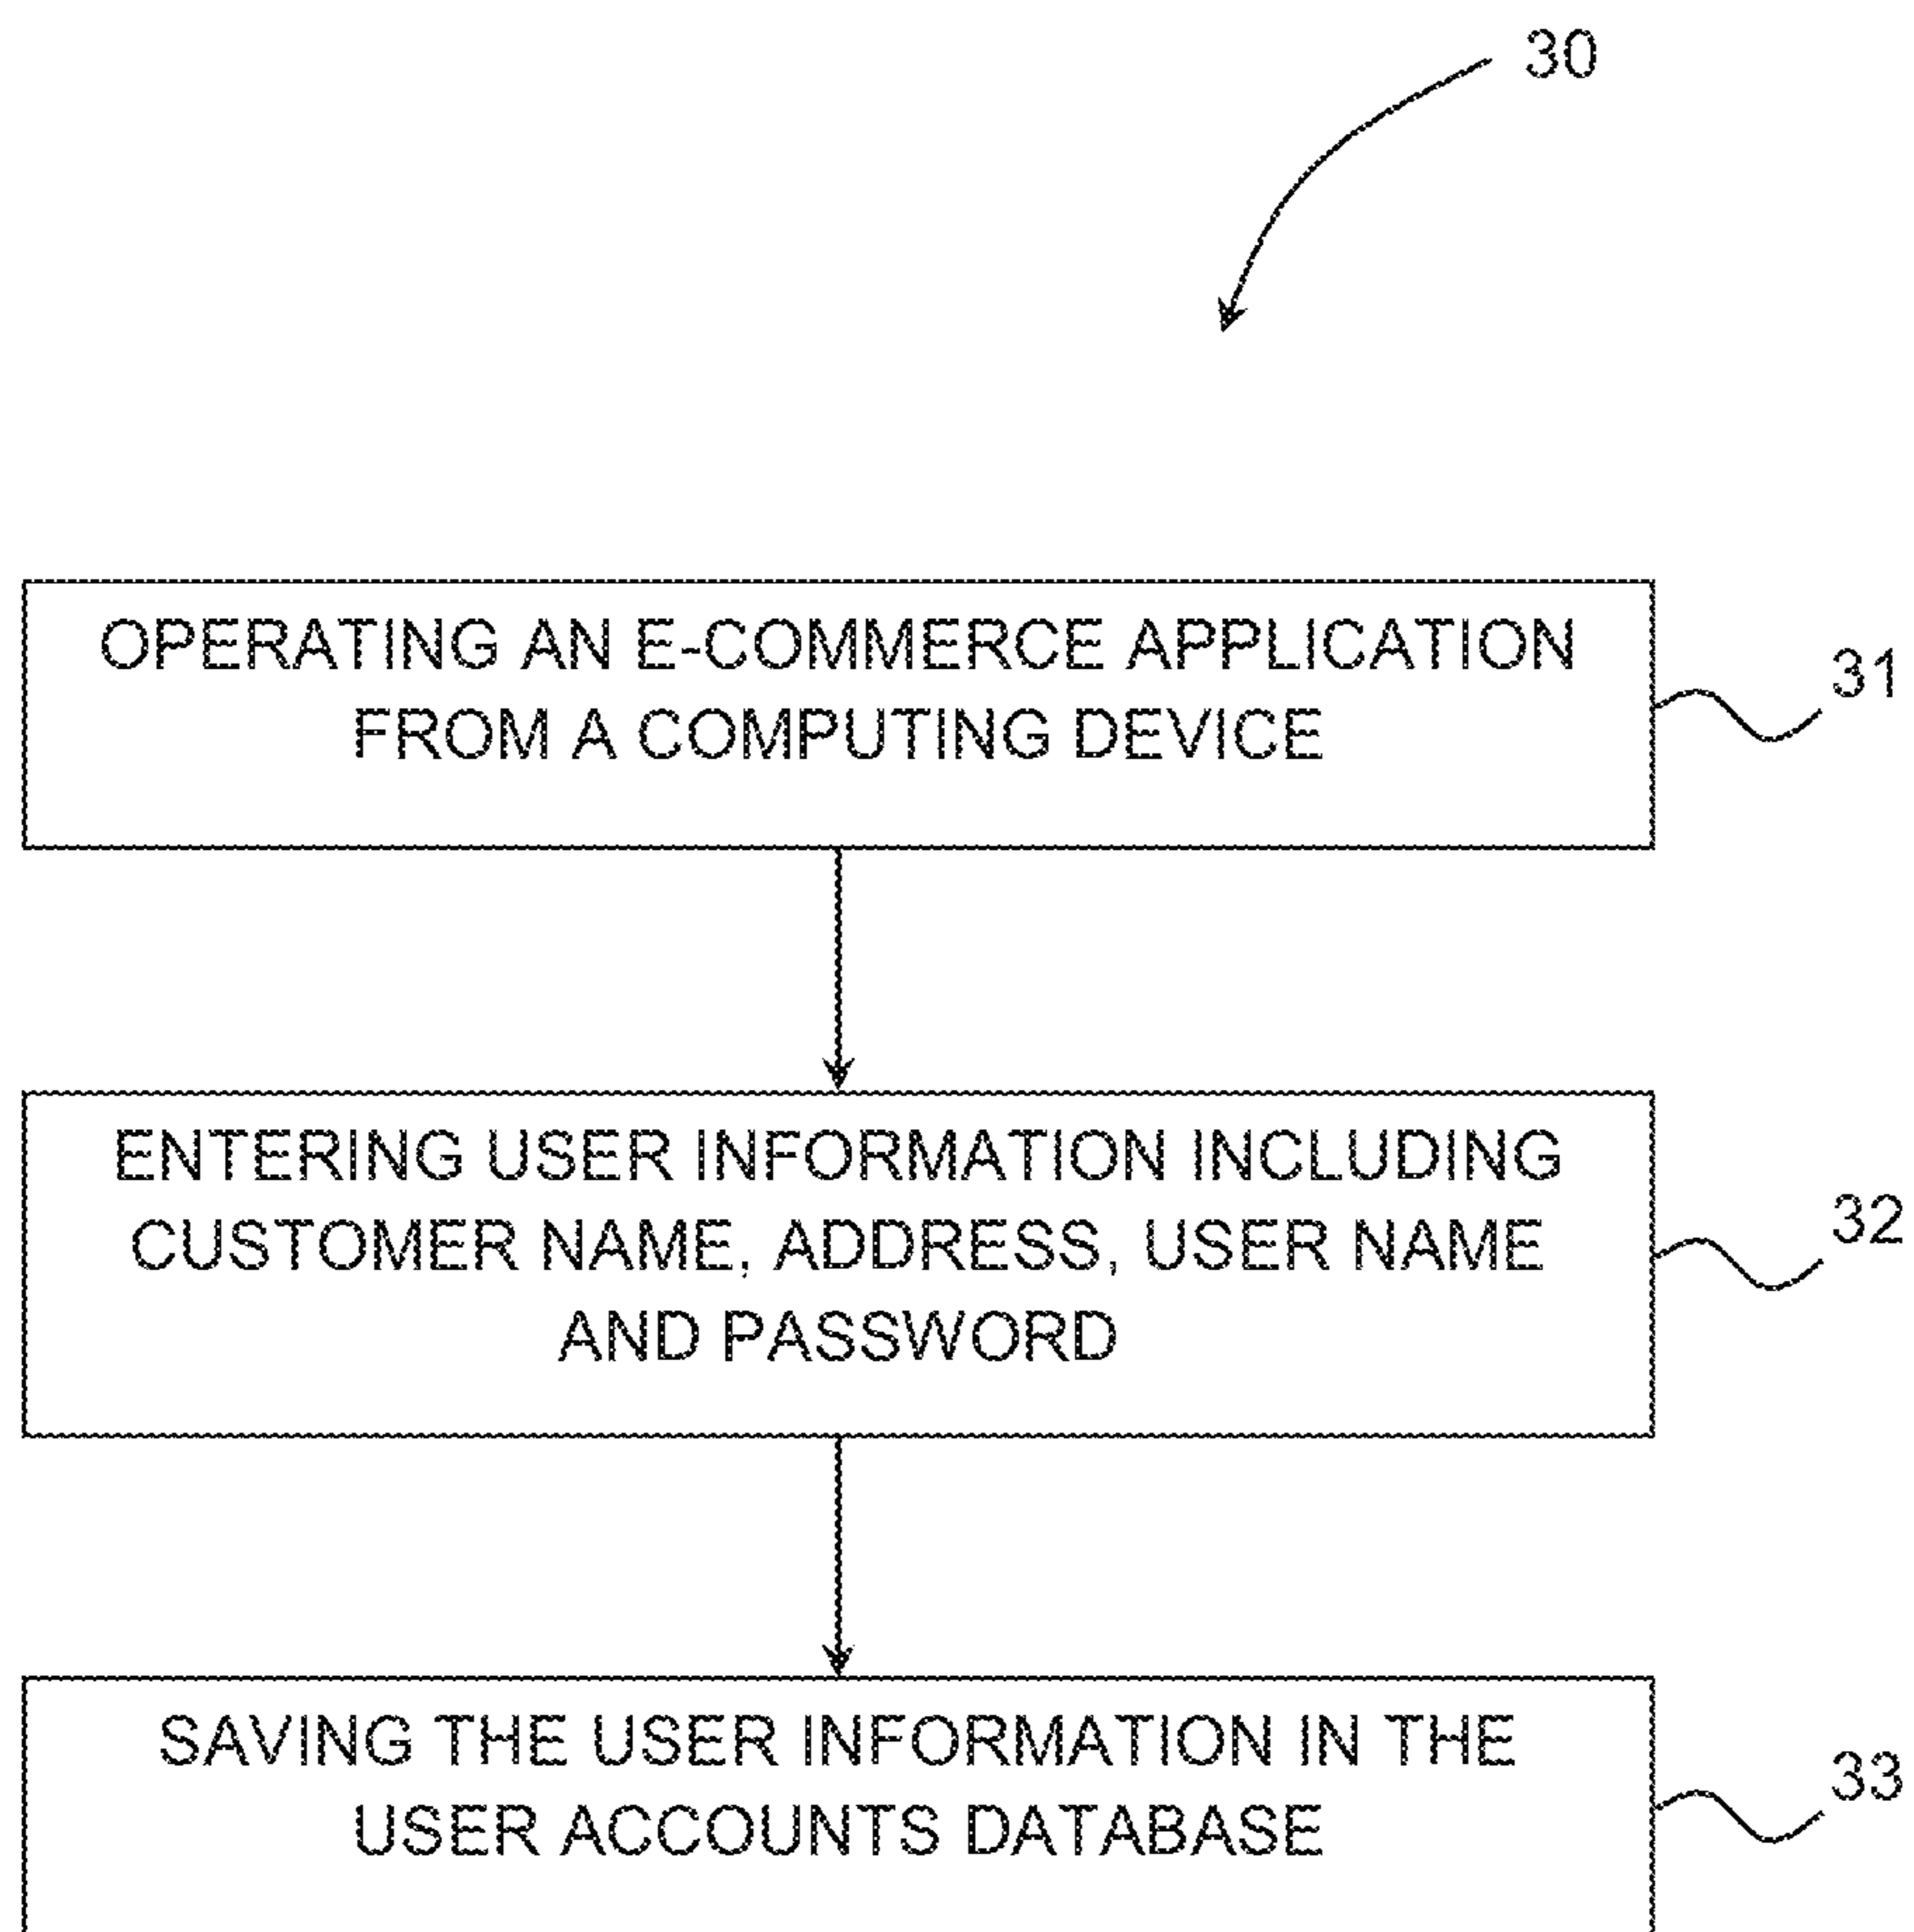 30
OPERATING AN E-COMMERCE APPLICATION
FROM A COMPUTING DEVICE
31
ENTERING USER INFORMATION INCLUDING
CUSTOMER NAME, ADDRESS, USER NAME
AND PASSWORD
32
SAVING THE USER INFORMATION IN THE
USER ACCOUNTS DATABASE
33